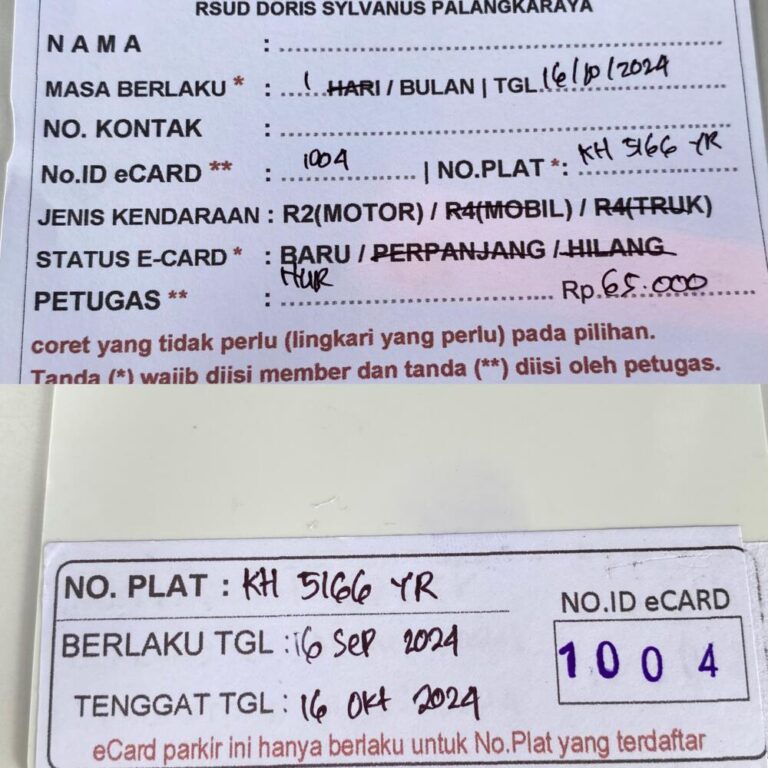 RSUD DORIS SYLVANUS PALANGKARAYA
NAMA : ........................
MASA BERLAKU * : ...1 HARI / BULAN | TGL. 16/10/2024
NO. KONTAK : ........................
No.ID eCARD ** : 1004 | NO.PLAT *: KH 5166 YR
JENIS KENDARAAN : R2(MOTOR) / R4(MOBIL) / R4(TRUK)
STATUS E-CARD * : BARU / PERPANJANG / HILANG
PETUGAS ** : HUR Rp. 65.000
coret yang tidak perlu (lingkari yang perlu) pada pilihan.
Tanda (*) wajib diisi member dan tanda (**) diisi oleh petugas.
NO. PLAT : KH 5166 YR
NO.ID eCARD
BERLAKU TGL : 16 Sep 2024
1004
TENGGAT TGL : 16 Okt 2024
eCard parkir ini hanya berlaku untuk No.Plat yang terdaftar